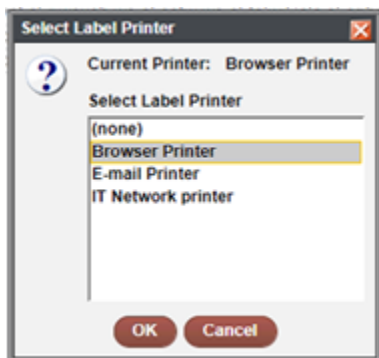 Select Label Printer
Current Printer: Browser Printer
Select Label Printer
(none)
Browser Printer
E-mail Printer
IT Network printer
OK Cancel